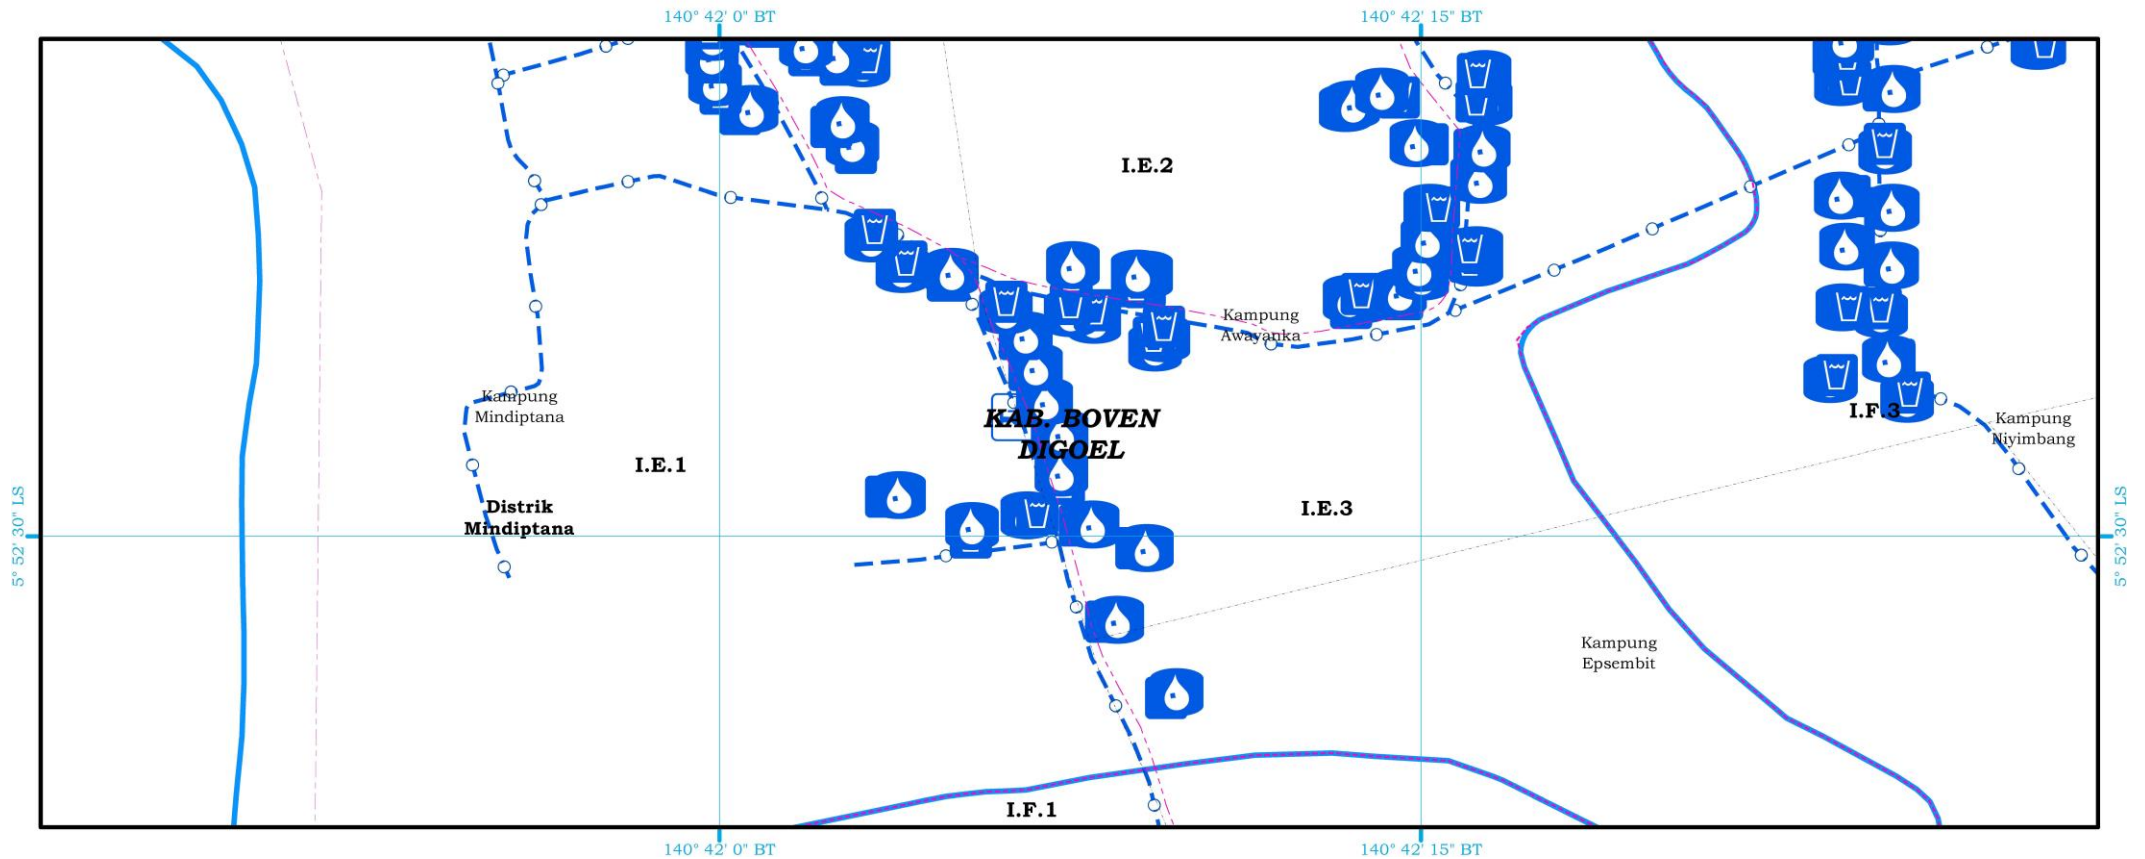 140° 42' 0" BT
140° 42' 15" BT
I.E.2
Kampung
Awayanka
Kampung
Mindiptana
KAB. BOVEN
DIGOEL
I.F.3
Kampung
Niyimbang
I.E.1
Distrik
Mindiptana
I.E.3
5° 52' 30" LS
5° 52' 30" LS
Kampung
Epsembit
I.F.1
140° 42' 0" BT
140° 42' 15" BT